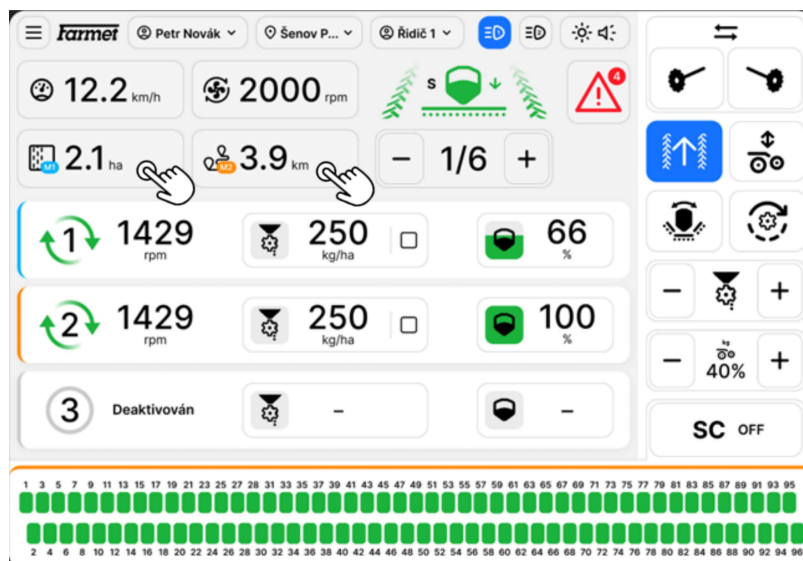 Farmet Petr Novák Šenov P... Řidič 1
12.2 km/h 2000 rpm S 4
M1 2.1 ha M2 3.9 km − 1/6 +
1 1429 rpm 250 kg/ha 66 %
2 1429 rpm 250 kg/ha 100 %
3 Deaktivován – –
− +
− kg 40% +
SC OFF
1 3 5 7 9 11 13 15 17 19 21 23 25 27 28 31 33 35 37 39 41 43 45 47 49 51 53 55 57 59 61 63 65 67 69 71 73 75 77 79 81 83 85 87 89 91 93 95
2 4 6 8 10 12 14 16 18 20 22 24 26 28 30 32 34 36 38 40 42 44 46 48 50 52 54 56 58 60 62 64 66 68 70 72 74 76 78 80 82 84 86 88 90 92 94 96